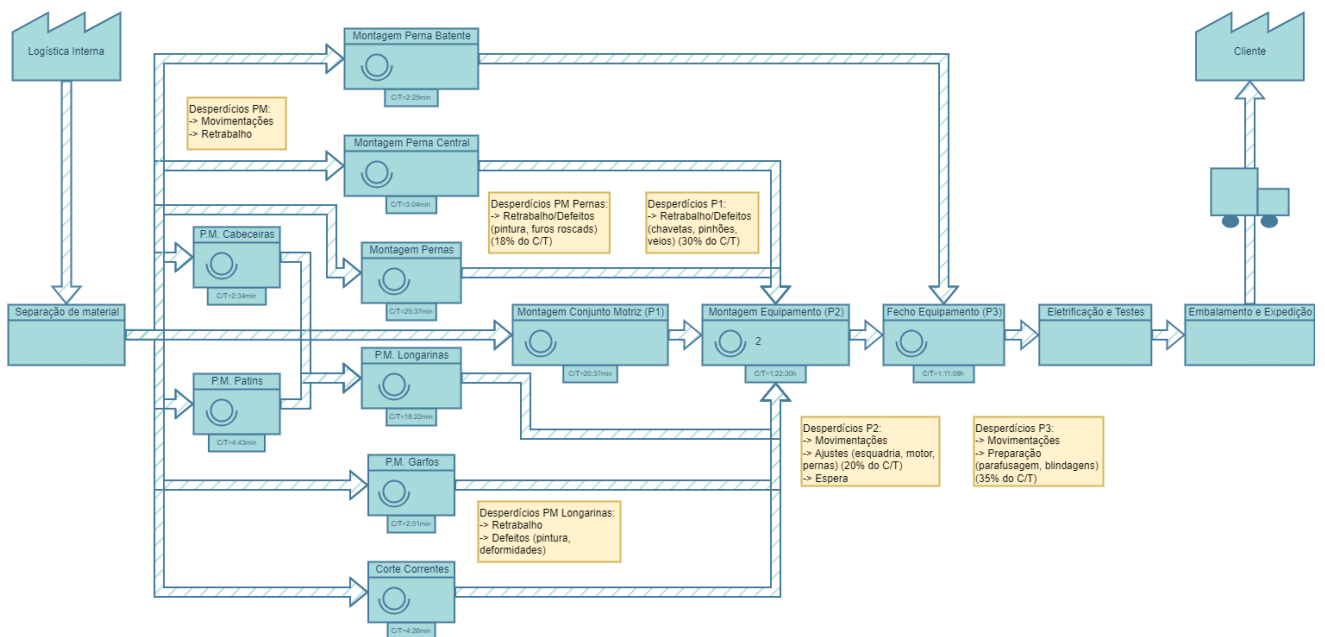 Logística Interna
Montagem Perna Batente
C/T=2:25min
Cliente
Desperdícios PM:
-> Movimentações
-> Retrabalho
Montagem Perna Central
C/T=3:04min
Desperdícios PM Pernas:
-> Retrabalho/Defeitos
(pintura, furos roscads)
(18% do C/T)
Desperdícios P1:
-> Retrabalho/Defeitos
(chavetas, pinhões,
veios) (30% do C/T)
P.M. Cabeceiras
C/T=2:34min
Montagem Pernas
C/T=25:37min
Separação de material
Montagem Conjunto Motriz (P1)
C/T=20:37min
Montagem Equipamento (P2)
2
C/T=1:22:30h
Fecho Equipamento (P3)
C/T=1:11:09h
Eletrificação e Testes
Embalamento e Expedição
P.M. Longarinas
C/T=18:22min
P.M. Patins
C/T=4:43min
Desperdícios P2:
-> Movimentações
-> Ajustes (esquadria, motor,
pernas) (20% do C/T)
-> Espera
Desperdícios P3:
-> Movimentações
-> Preparação
(parafusagem, blindagens)
(35% do C/T)
P.M. Garfos
C/T=2:01min
Desperdícios PM Longarinas:
-> Retrabalho
-> Defeitos (pintura,
deformidades)
Corte Correntes
C/T=4:26min